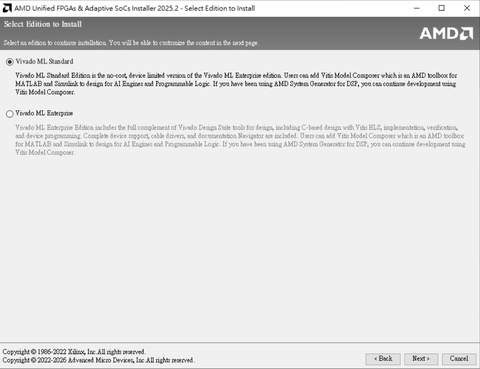 AMD Unified FPGAs & Adaptive SoCs Installer 2025.2 - Select Edition to Install
Select Edition to Install
AMD
Select an edition to continue installation. You will be able to customize the content in the next page.
Vivado ML Standard
Vivado ML Standard Edition is the no-cost, device limited version of the Vivado ML Enterprise edition. Users can add Vitis Model Composer which is an AMD toolbox for
MATLAB and Simulink to design for AI Engines and Programmable Logic. If you have been using AMD System Generator for DSP, you can continue development using
Vitis Model Composer.
Vivado ML Enterprise
Vivado ML Enterprise Edition includes the full complement of Vivado Design Suite tools for design, including C-based design with Vitis HLS, implementation, verification,
and device programming. Complete device support, cable drivers, and documentation Navigator are included. Users can add Vitis Model Composer which is an AMD
toolbox for MATLAB and Simulink to design for AI Engines and Programmable Logic. If you have been using AMD System Generator for DSP, you can continue development using
Vitis Model Composer.
Copyright © 1986-2022 Xilinx, Inc. All rights reserved.
Copyright © 2022-2026 Advanced Micro Devices, Inc. All rights reserved.
< Back
Next >
Cancel